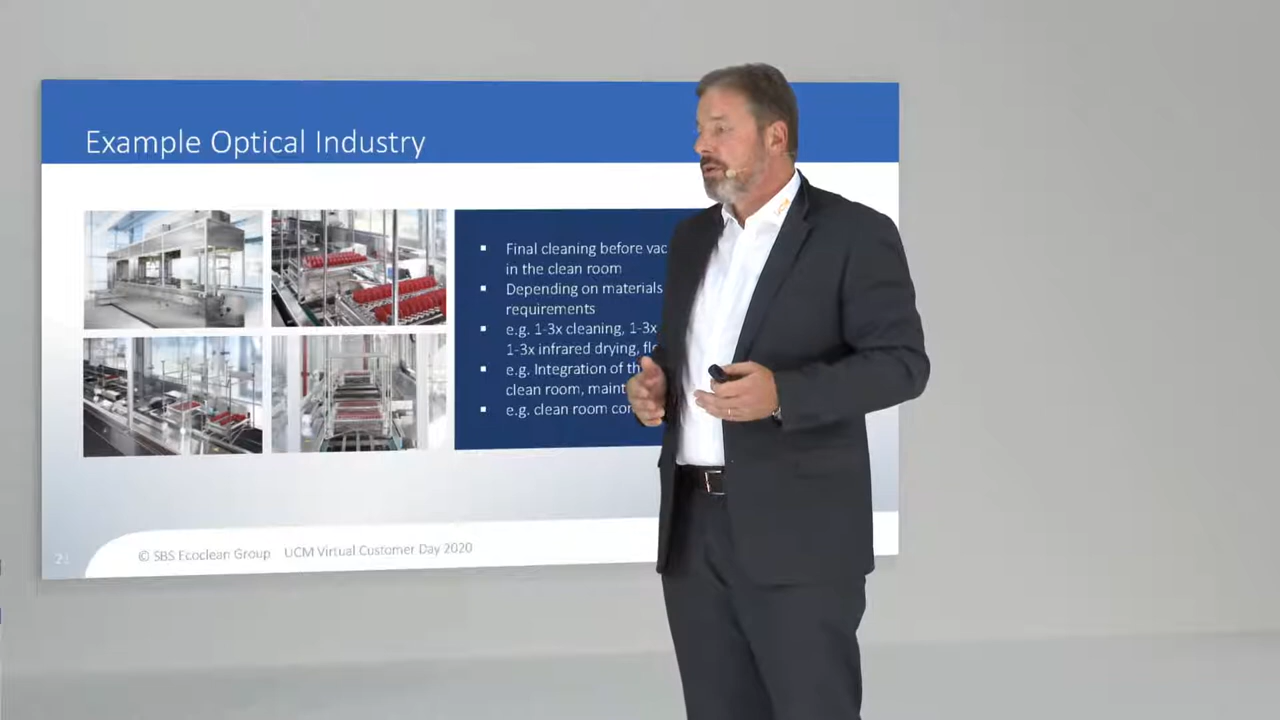 Example Optical Industry
Final cleaning before vac
in the clean room
Depending on materials
requirements
e.g. 1-3x cleaning, 1-3x
1-3x infrared drying,
e.g. Integration of th
clean room, maint
e.g. clean room con
© SBS Ecoclean Group UCM Virtual Customer Day 2020
UCM